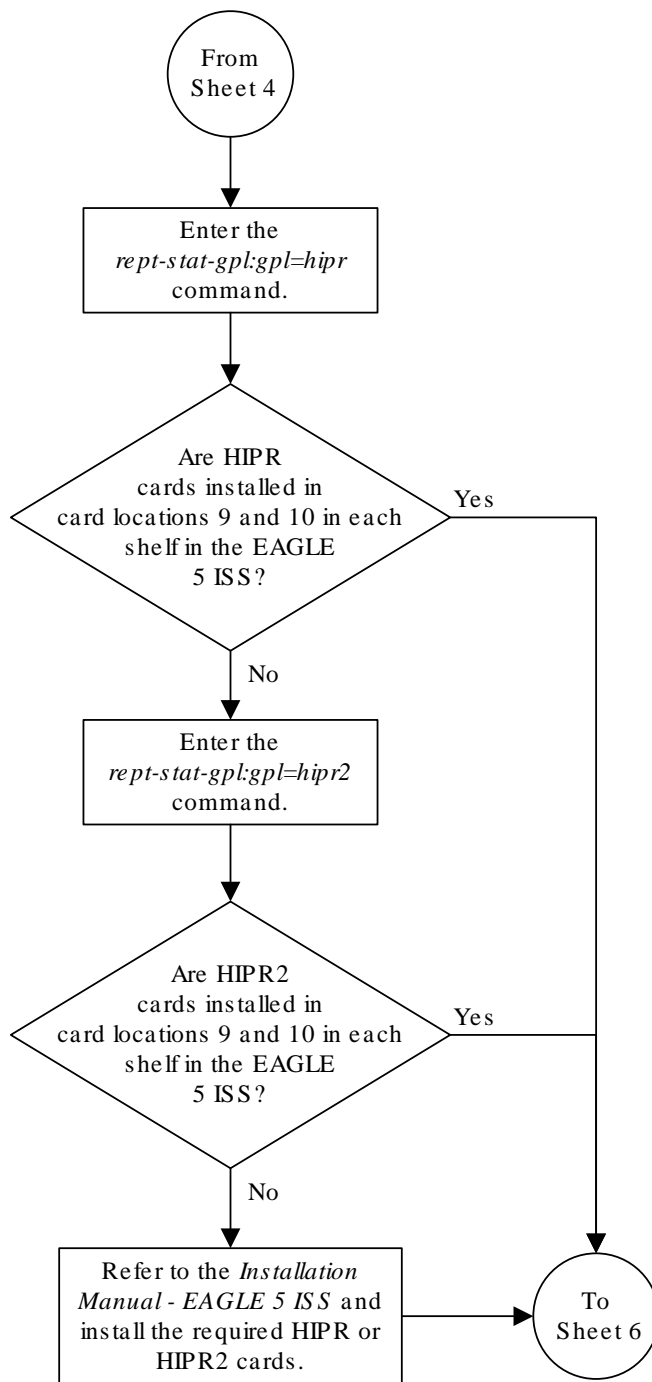 From
Sheet 4
Enter the
rept-stat-gpl:gpl=hipr
command.
Are HIPR
cards installed in
card locations 9 and 10 in each
shelf in the EAGLE
5 ISS?
Yes
No
Enter the
rept-stat-gpl:gpl=hipr2
command.
Are HIPR2
cards installed in
card locations 9 and 10 in each
shelf in the EAGLE
5 ISS?
Yes
No
Refer to the Installation
Manual - EAGLE 5 ISS and
install the required HIPR or
HIPR2 cards.
To
Sheet 6